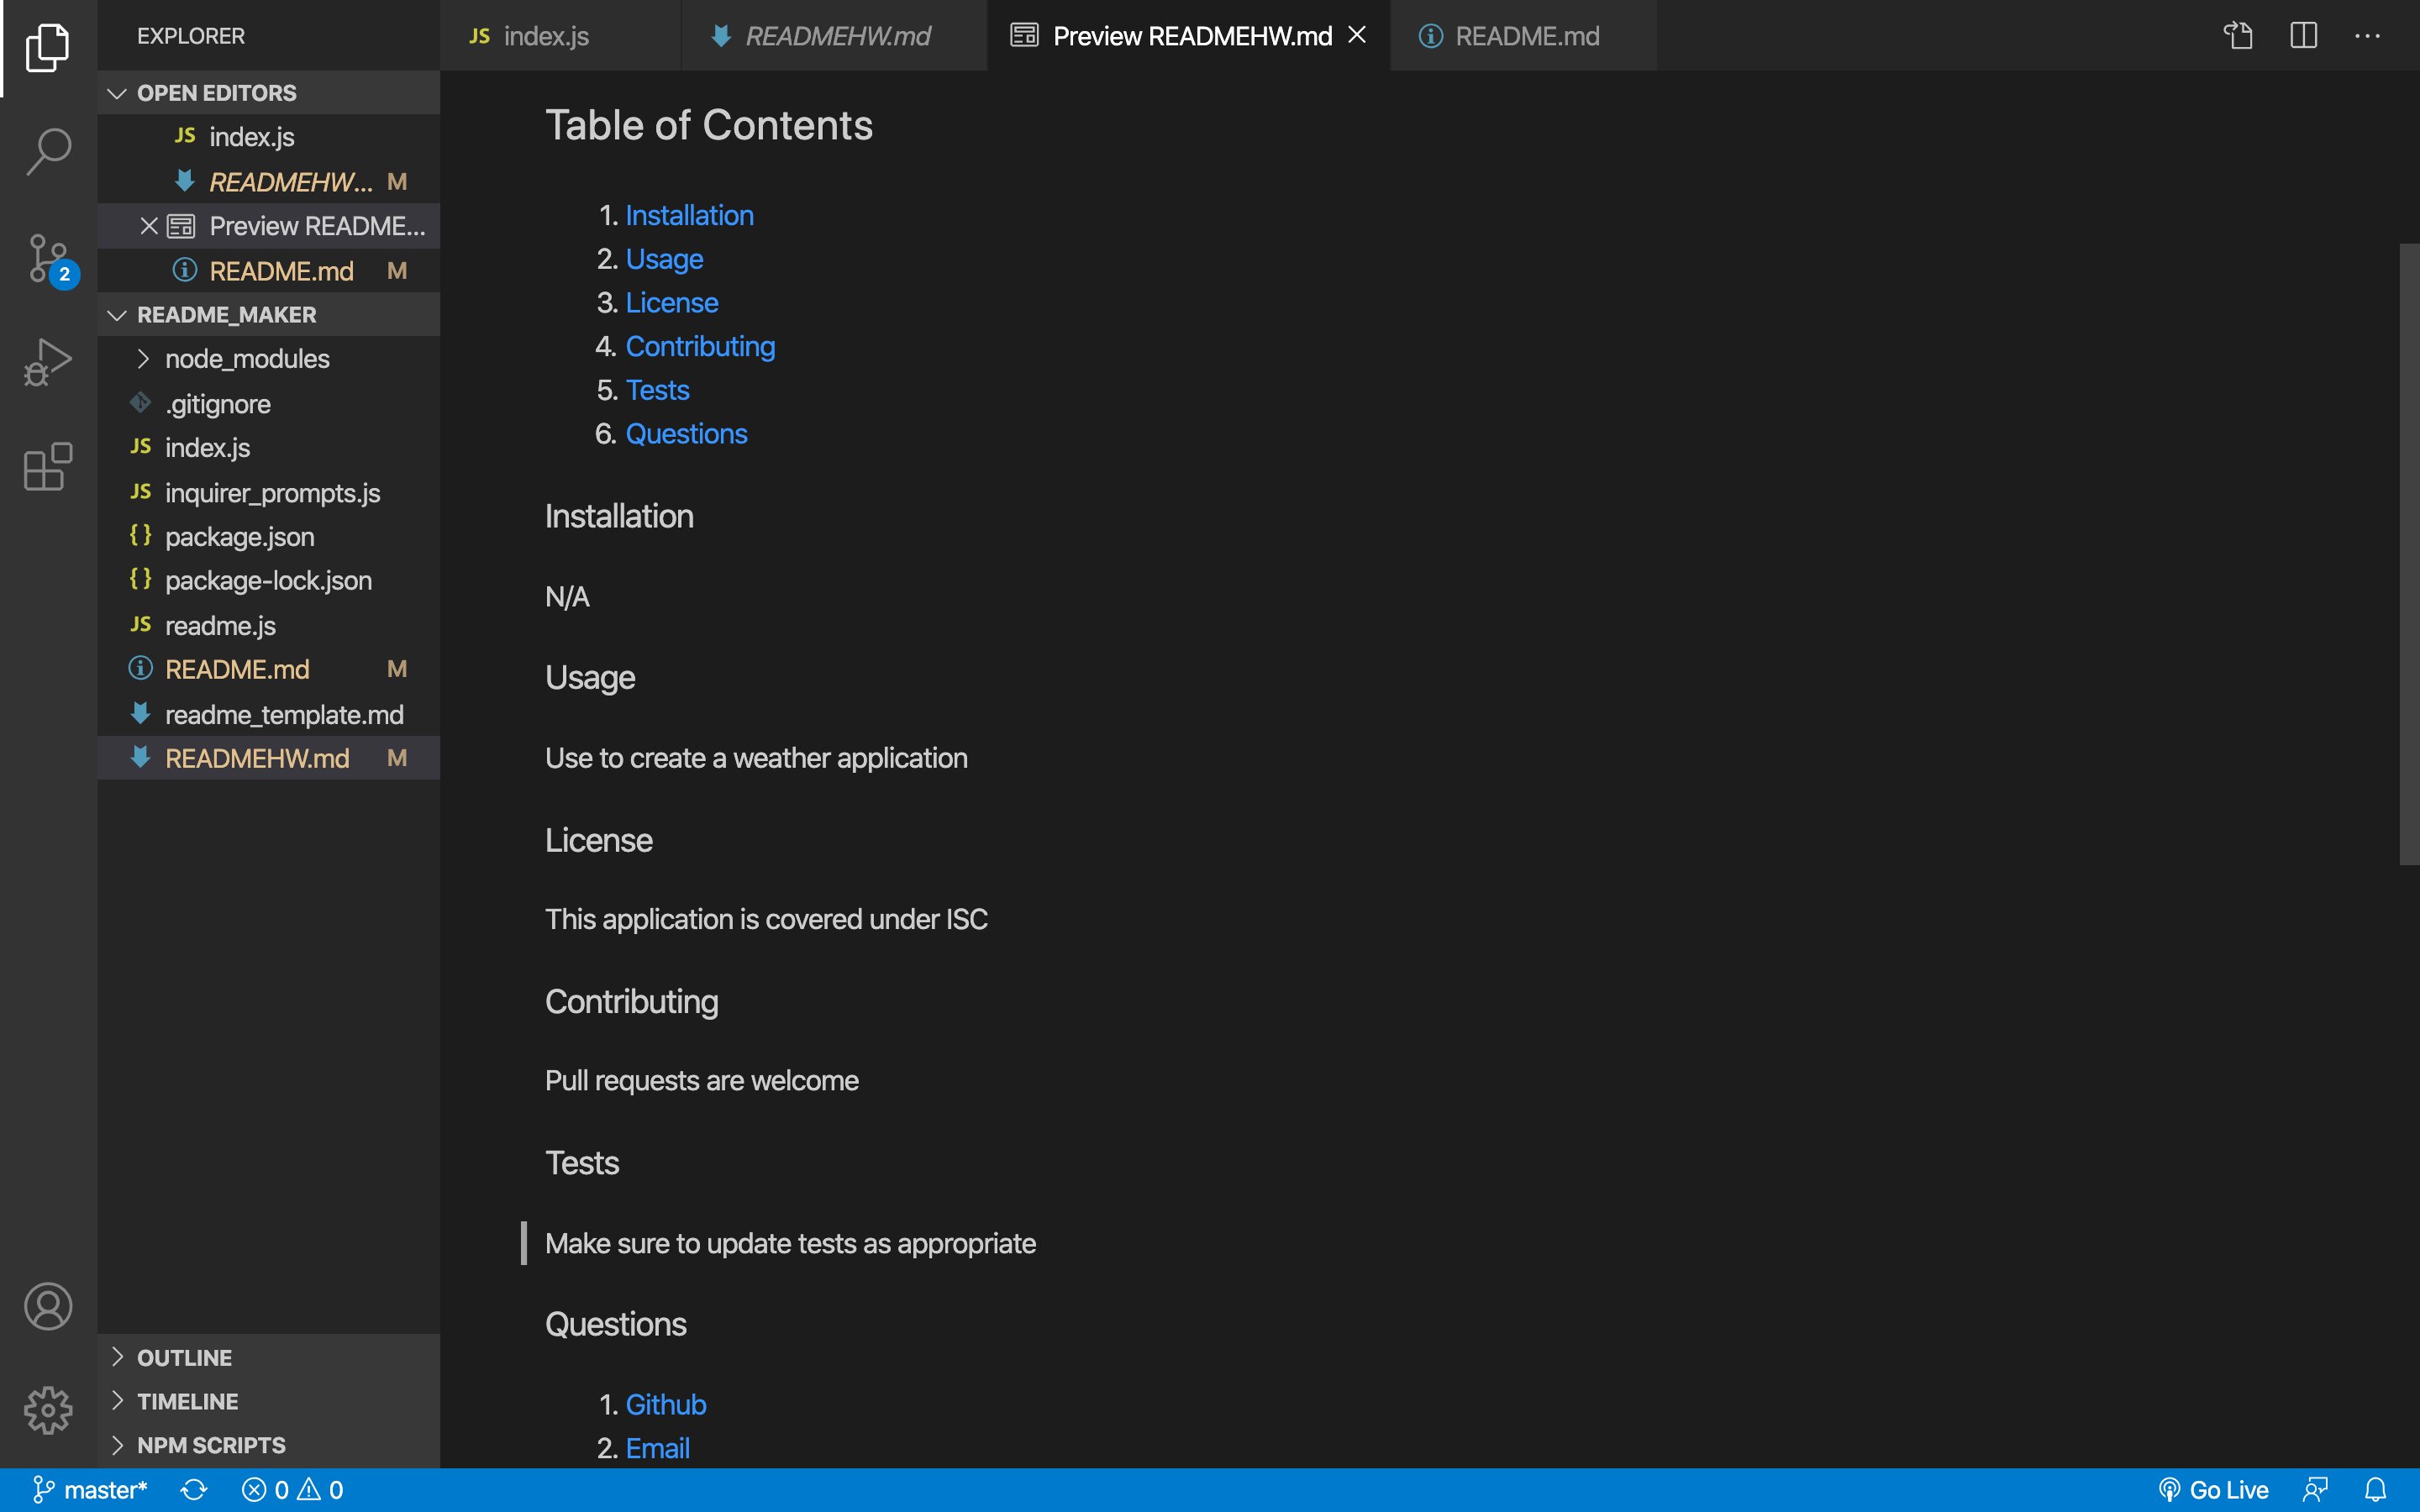 EXPLORER
OPEN EDITORS
JS index.js
READMEHW... M
Preview README...
README.md M
2
README_MAKER
node_modules
.gitignore
JS index.js
JS inquirer_prompts.js
{} package.json
{} package-lock.json
JS readme.js
README.md M
readme_template.md
READMEHW.md M
OUTLINE
TIMELINE
NPM SCRIPTS
JS index.js
READMEHW.md
Preview READMEHW.md
README.md
Table of Contents
1. Installation
2. Usage
3. License
4. Contributing
5. Tests
6. Questions
Installation
N/A
Usage
Use to create a weather application
License
This application is covered under ISC
Contributing
Pull requests are welcome
Tests
Make sure to update tests as appropriate
Questions
1. Github
2. Email
master* 0 0 Go Live